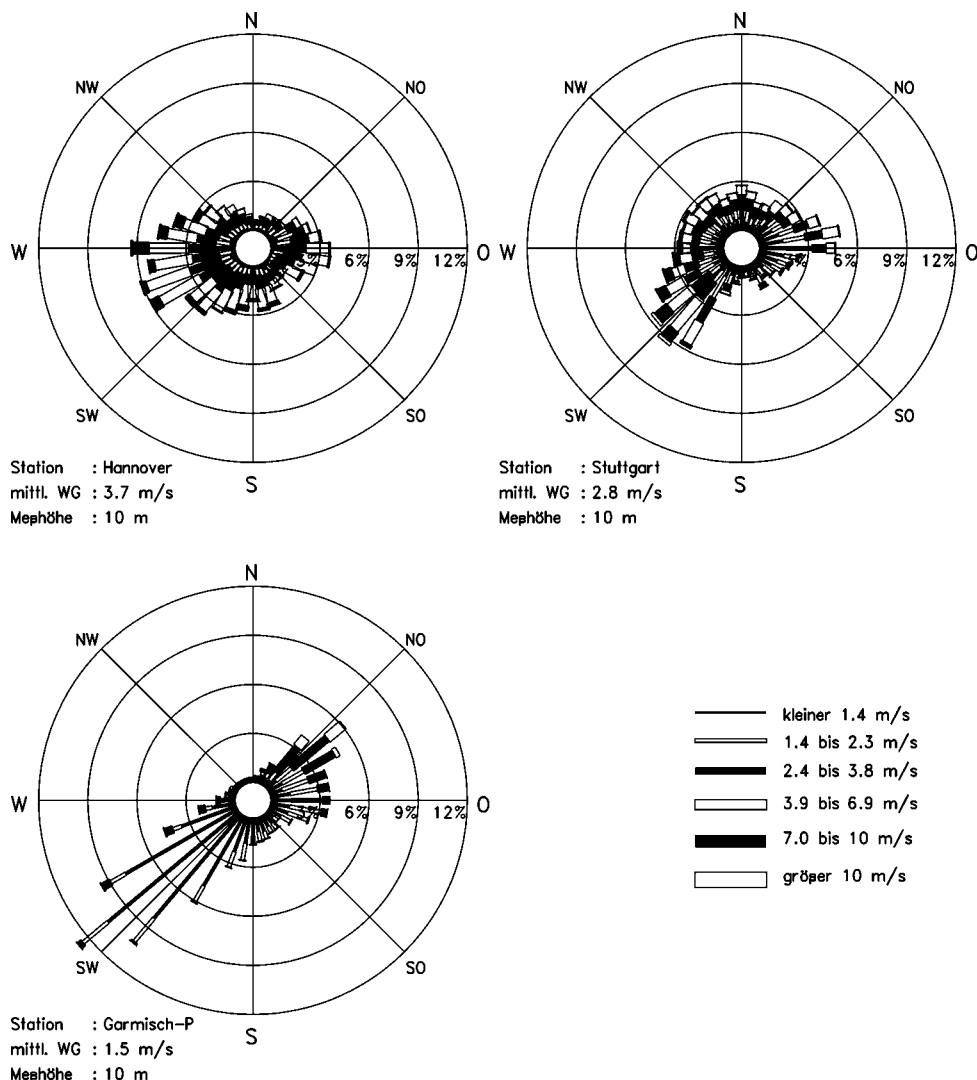 N
NW
NO
W
6%
9%
12%
O
SW
SO
S
Station : Hannover
mittl. WG : 3.7 m/s
Meßhöhe : 10 m
N
NW
NO
W
6%
9%
12%
O
SW
SO
S
Station : Stuttgart
mittl. WG : 2.8 m/s
Meßhöhe : 10 m
N
NW
NO
W
6%
9%
12%
O
SW
SO
S
Station : Garmisch-P
mittl. WG : 1.5 m/s
Meßhöhe : 10 m
kleiner 1.4 m/s
1.4 bis 2.3 m/s
2.4 bis 3.8 m/s
3.9 bis 6.9 m/s
7.0 bis 10 m/s
größer 10 m/s